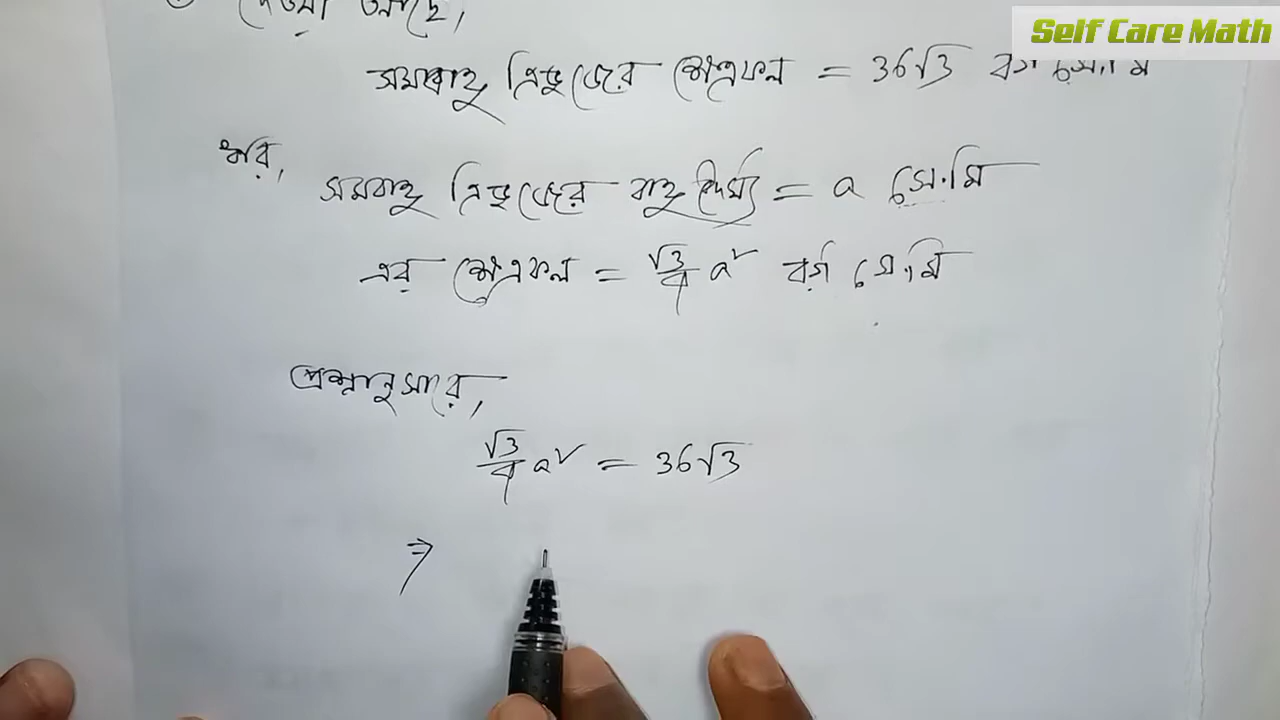 Self Care Math
দেওয়া আছে,
সমবাহু ত্রিভুজের ক্ষেত্রফল = 36√3 বর্গ সে.মি
ধরি,
সমবাহু ত্রিভুজের বাহু দৈর্ঘ্য = a সে.মি
এর ক্ষেত্রফল = √3/4 a² বর্গ সে.মি
প্রশ্নানুসারে,
√3/4 a² = 36√3
⇒